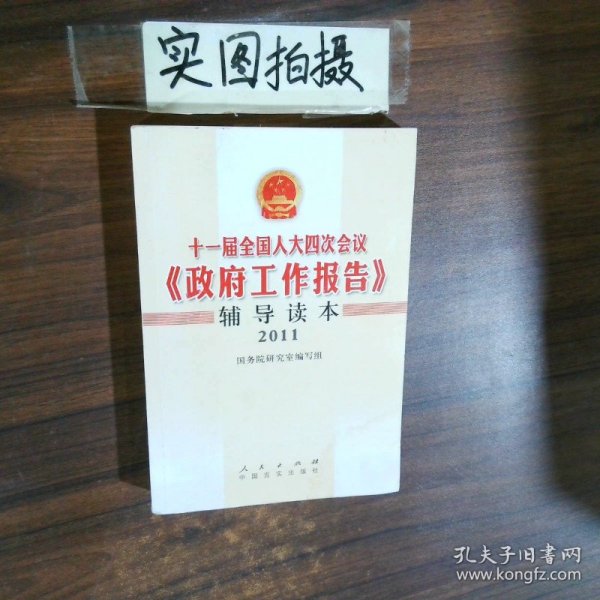 实图拍摄
十一届全国人大四次会议
《政府工作报告》
辅导读本
2011
国务院研究室编写组
人民出版社
中国言实出版社
孔夫子旧书网
www.kongfz.com